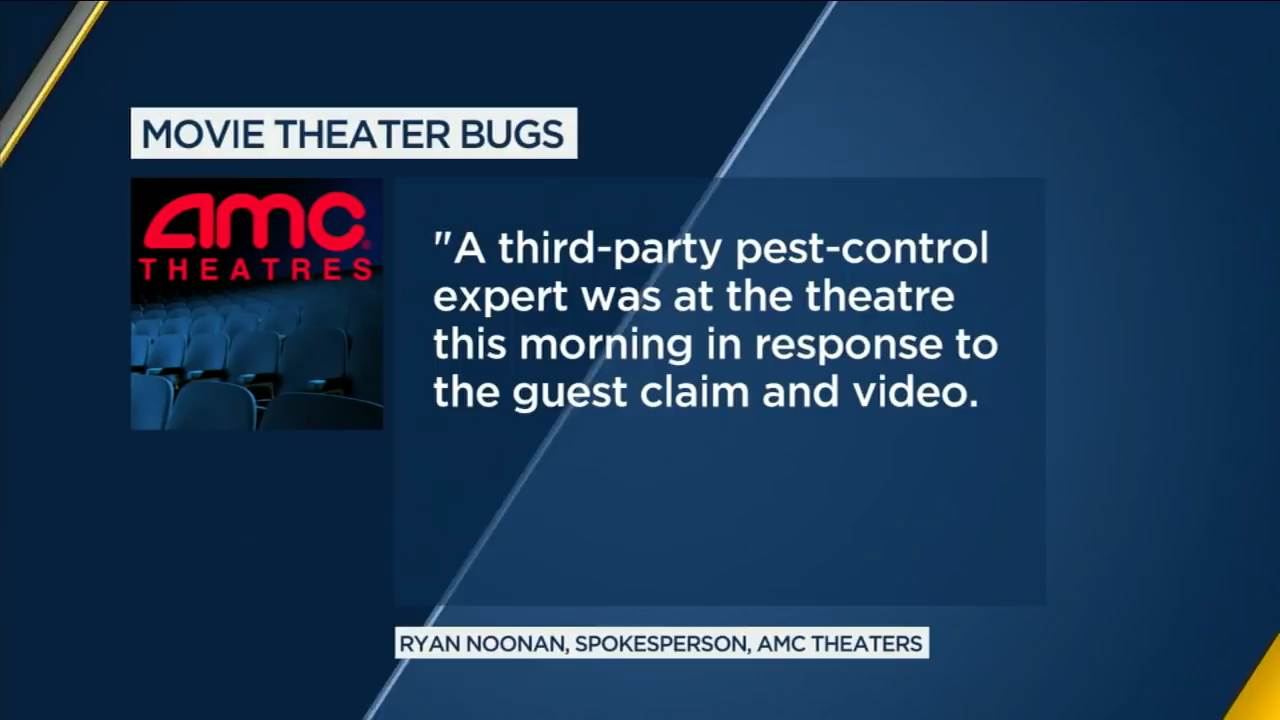 MOVIE THEATER BUGS
amc
THEATRES
"A third-party pest-control
expert was at the theatre
this morning in response to
the guest claim and video.
RYAN NOONAN, SPOKESPERSON, AMC THEATERS